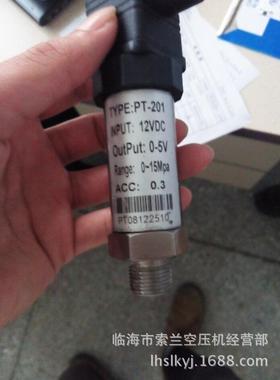 TYPE:PT-201
INPUT: 12VDC
OutPut: 0-5V
Range: 0~15Mpa
ACC: 0.3
PT08122510
临海市索兰空压机经营部
lhslkyj.1688.com